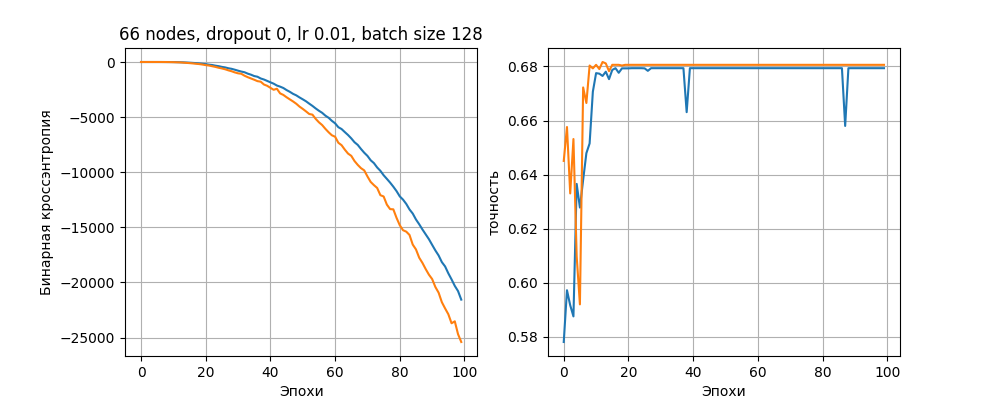 66 nodes, dropout 0, lr 0.01, batch size 128
Бинарная кроссэнтропия
0
−5000
−10000
−15000
−20000
−25000
0 20 40 60 80 100
Эпохи
точность
0.68
0.66
0.64
0.62
0.60
0.58
0 20 40 60 80 100
Эпохи